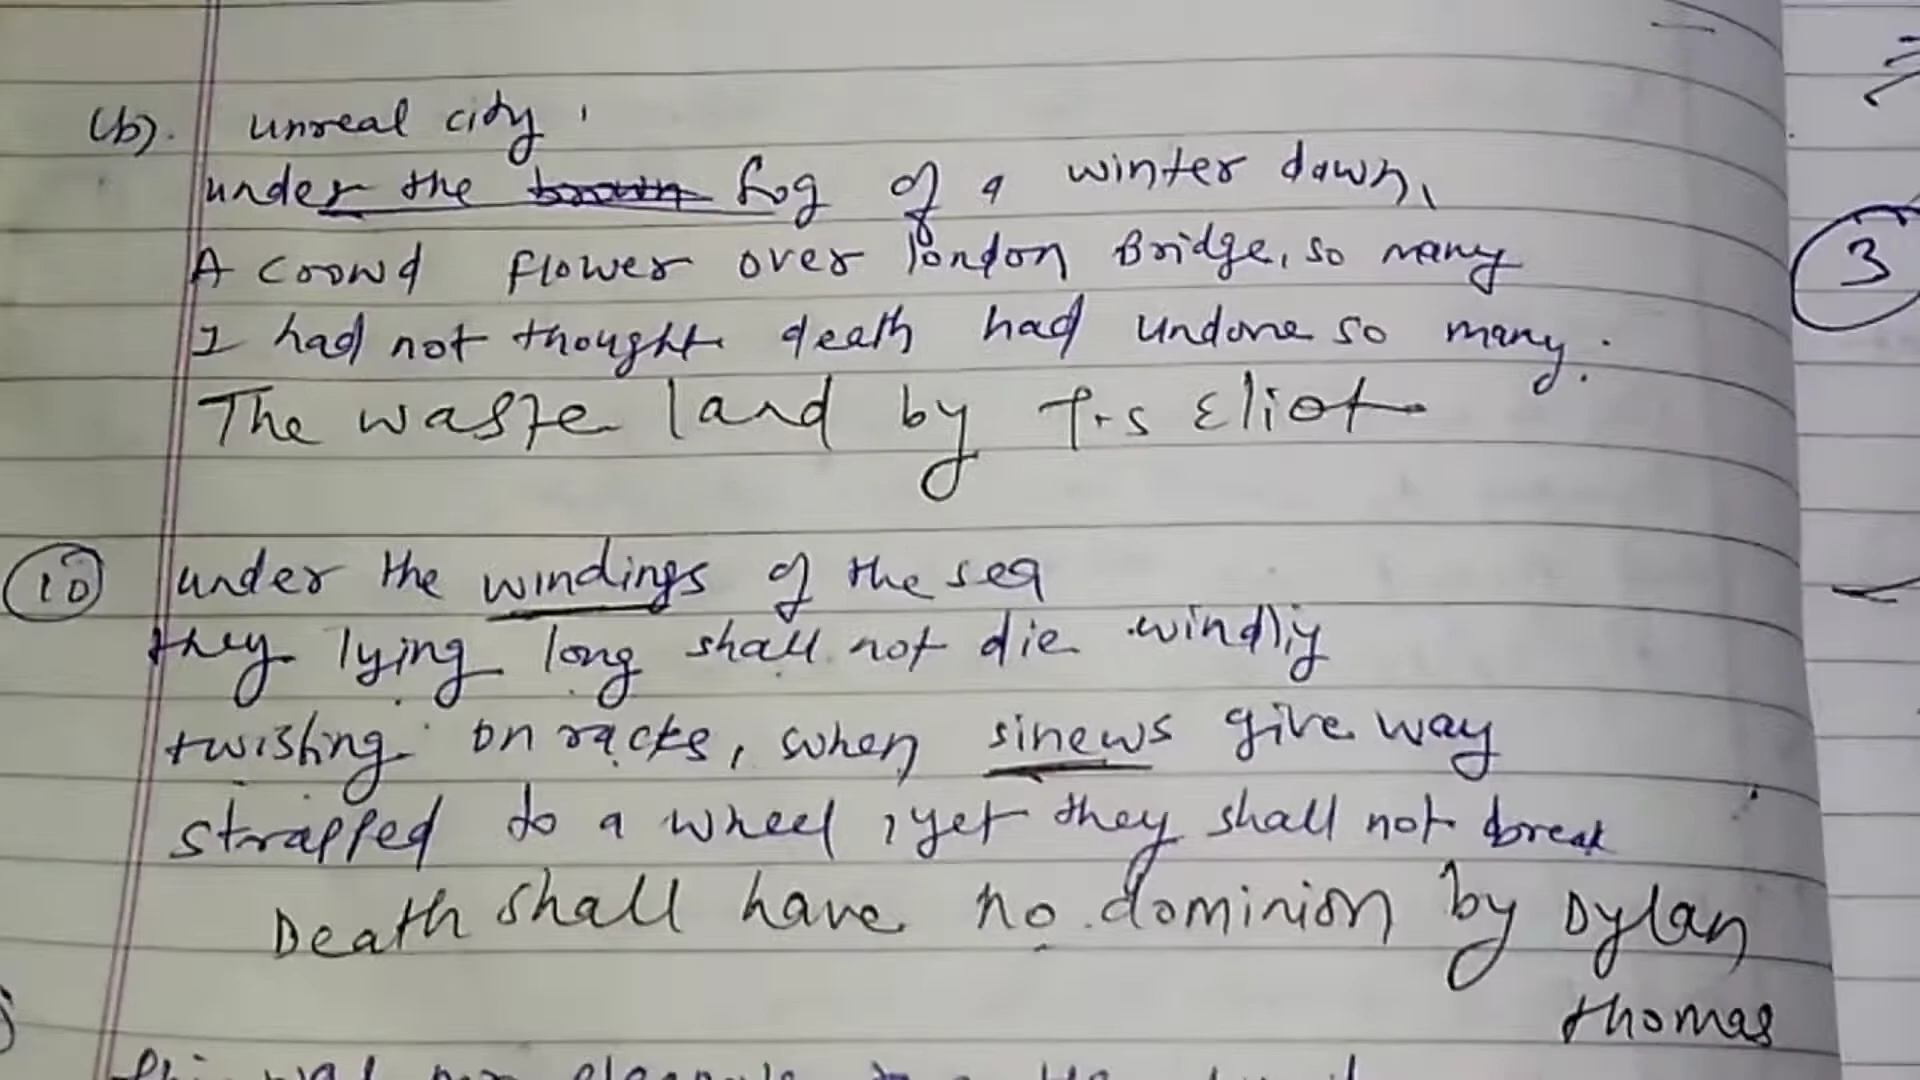 (b). unreal city,
under the brown fog of a winter dawn,
A croowd flower over london Bridge, so many
I had not thought death had undone so many.
The waste land by T.S Eliot
3
10 under the windings of the sea
they lying long shall not die windliy
twisting on racks, when sinews give way
strapped to a wheel, yet they shall not break
Death shall have no dominion by Dylan
thomas